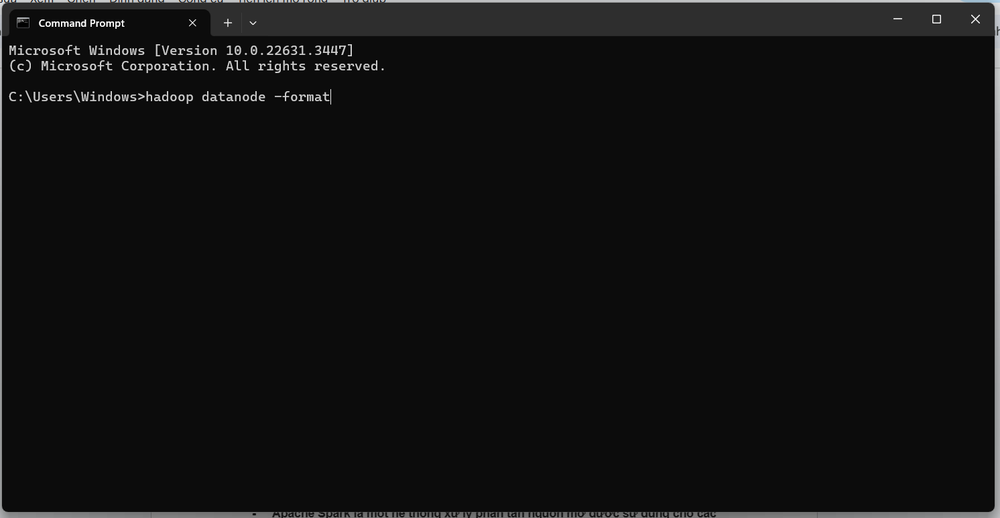 Command Prompt
Microsoft Windows [Version 10.0.22631.3447]
(c) Microsoft Corporation. All rights reserved.
C:\Users\Windows>hadoop datanode -format
Apache Spark là một hệ thống xử lý phân tán nguồn mở được sử dụng cho các